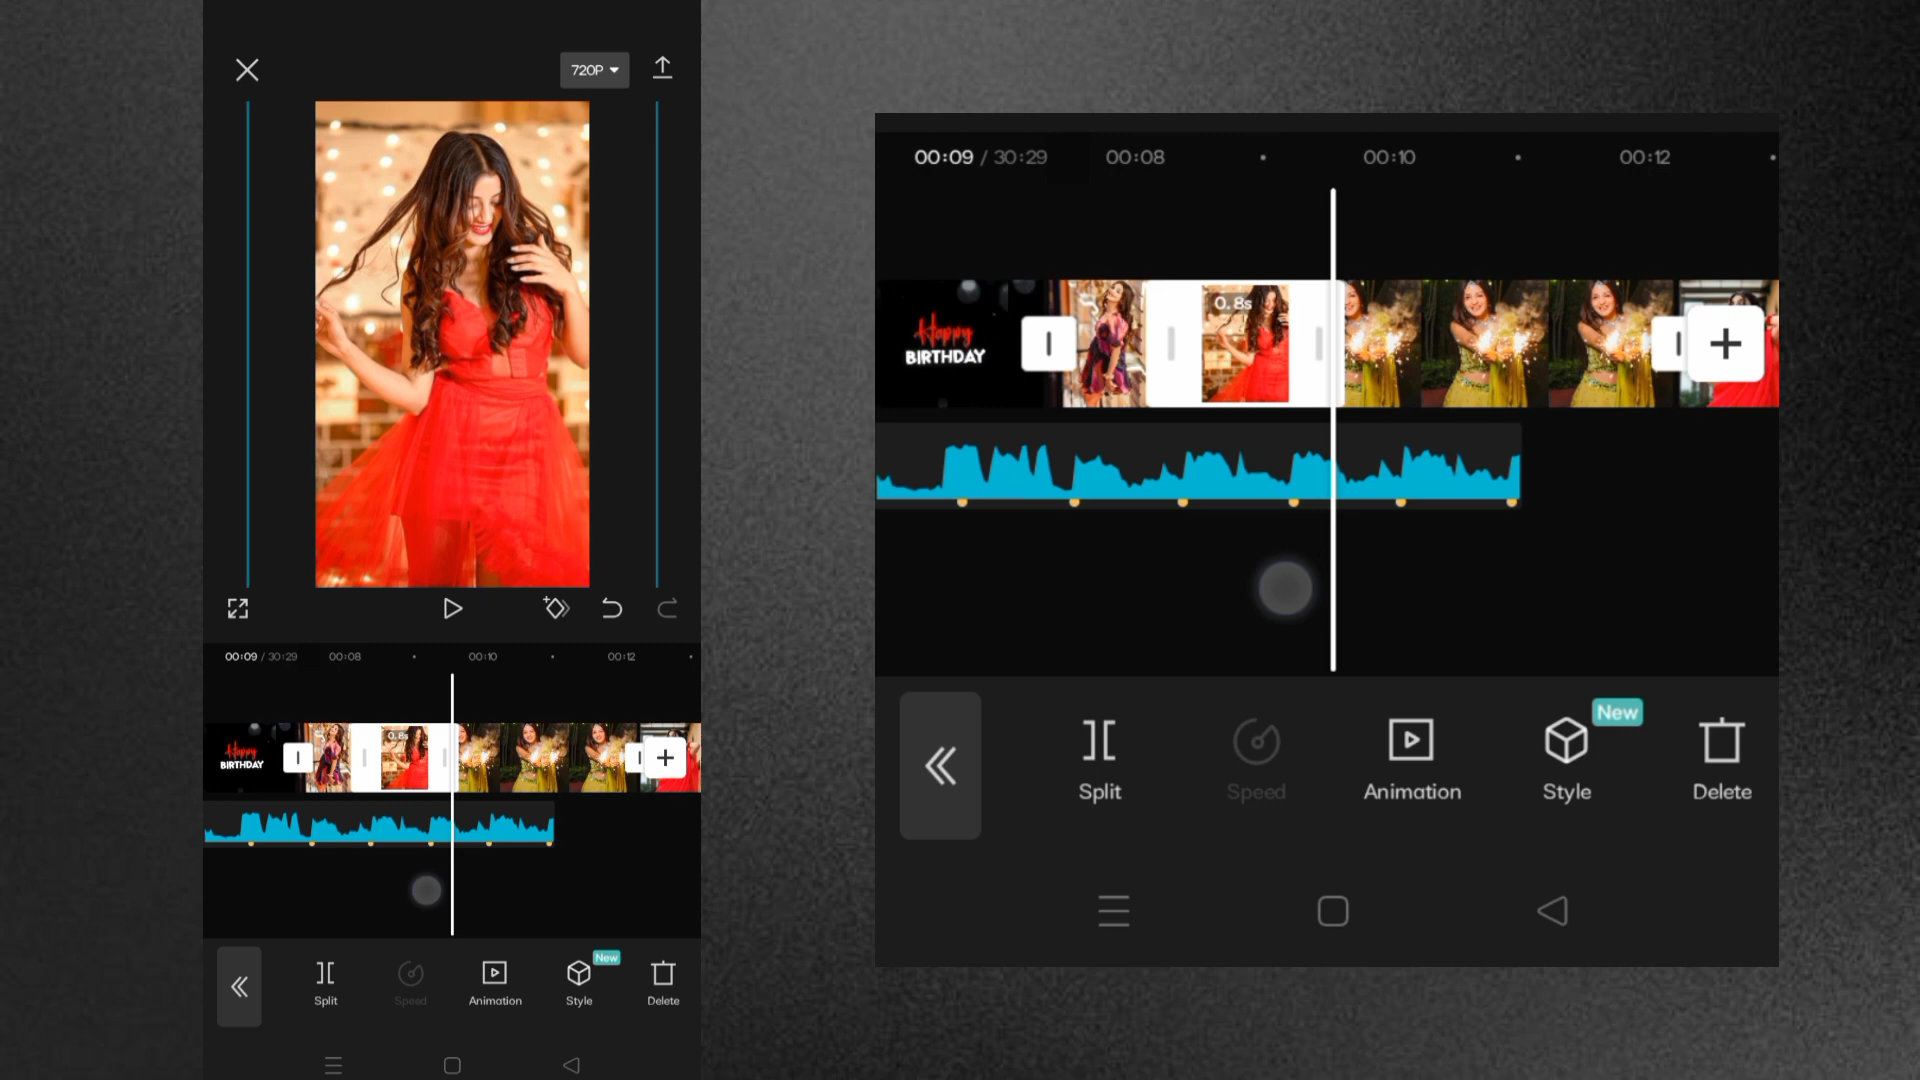 720P
00:09 / 30:29 00:08 00:10 00:12
0.8s
Happy
BIRTHDAY
New
Split Speed Animation Style Delete
00:09 / 30:29 00:08 00:10 00:12
0.8s
Happy
BIRTHDAY
New
Split Speed Animation Style Delete